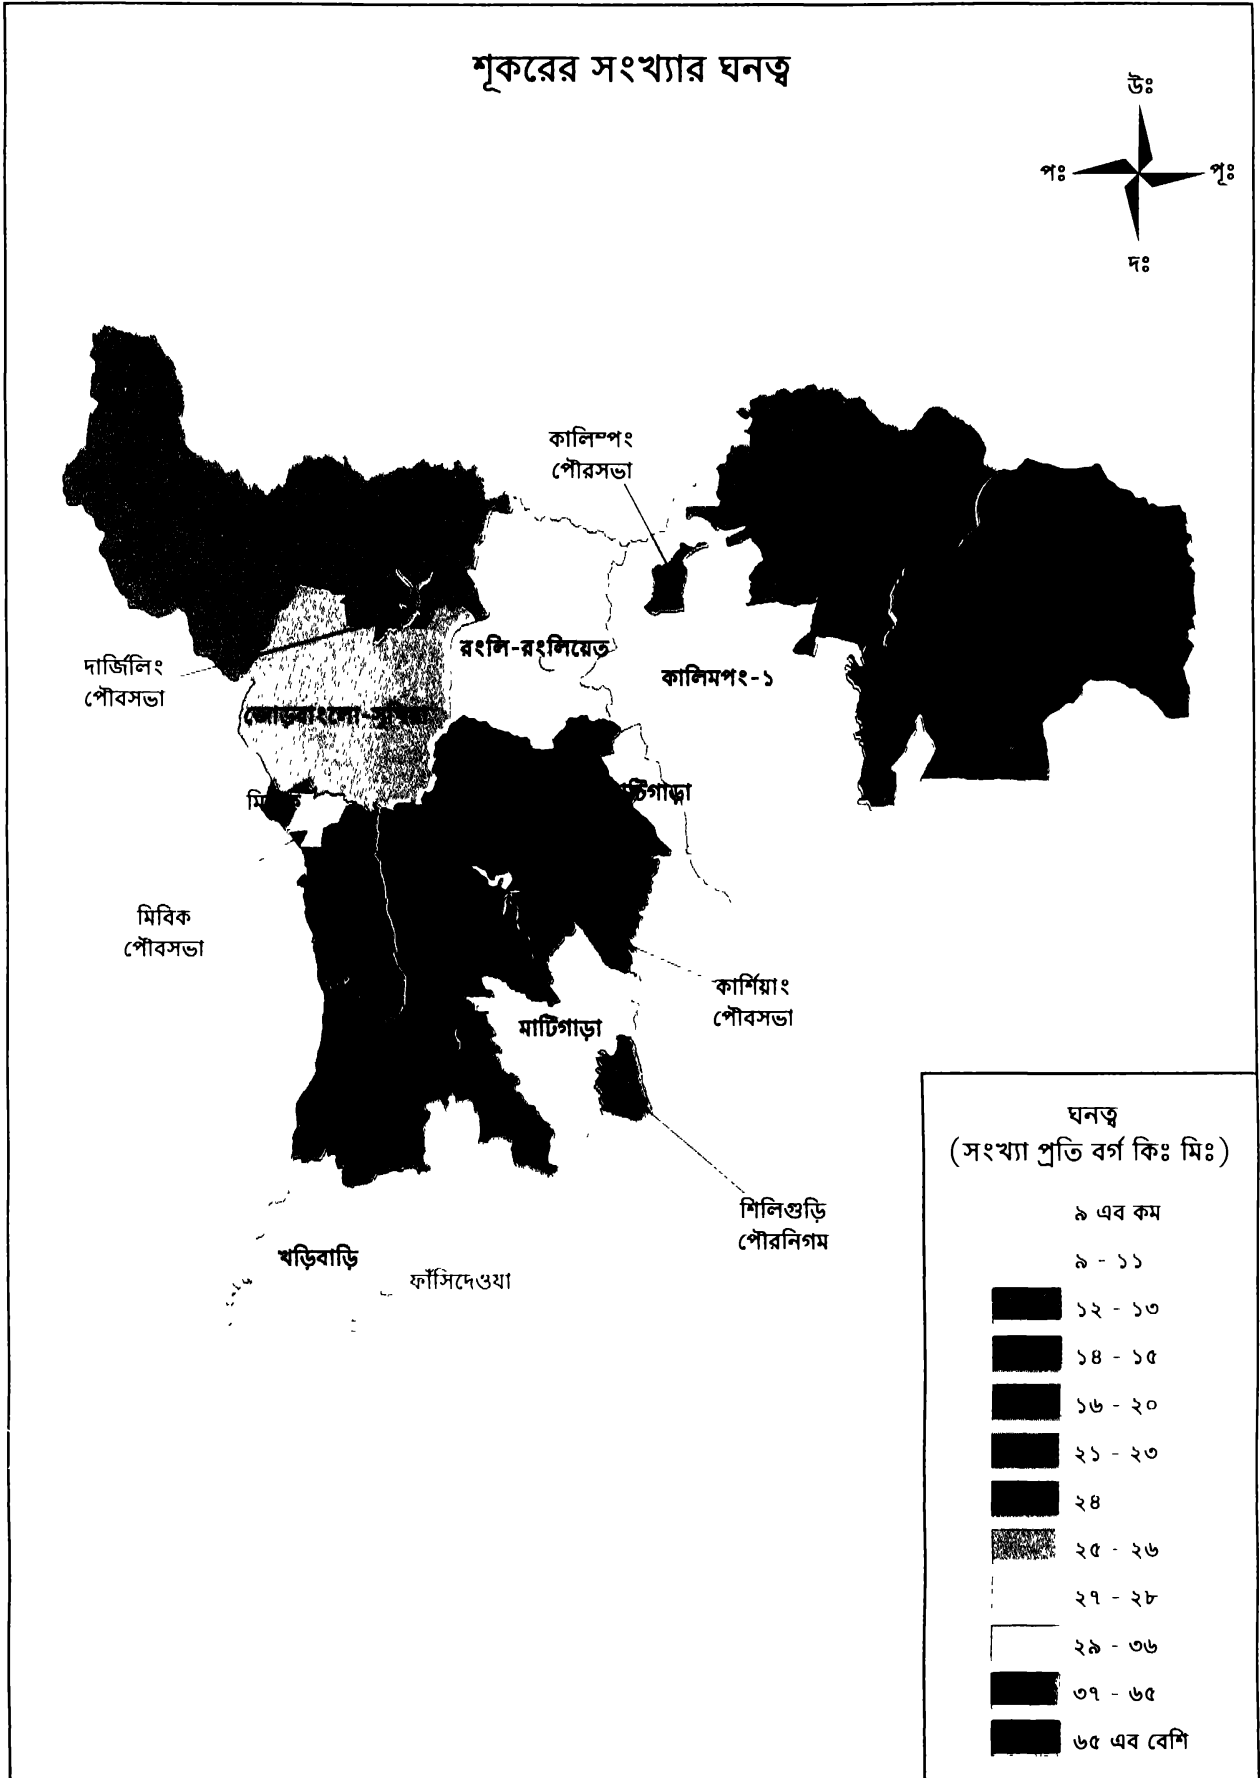 শূকরের সংখ্যার ঘনত্ব
উঃ
পঃ
পূঃ
দঃ
কালিম্পং
পৌরসভা
দার্জিলিং
পৌবসভা
রংলি-রংলিয়েত
কালিমপং-১
জোড়বাংলো-
মিবিক
পৌবসভা
কার্শিয়াং
পৌবসভা
মাটিগাড়া
শিলিগুড়ি
পৌরনিগম
খড়িবাড়ি
ফাঁসিদেওযা
ঘনত্ব
(সংখ্যা প্রতি বর্গ কিঃ মিঃ)
৯ এব কম
৯ - ১১
১২ - ১৩
১৪ - ১৫
১৬ - ২০
২১ - ২৩
২৪
২৫ - ২৬
২৭ - ২৮
২৯ - ৩৬
৩৭ - ৬৫
৬৫ এব বেশি